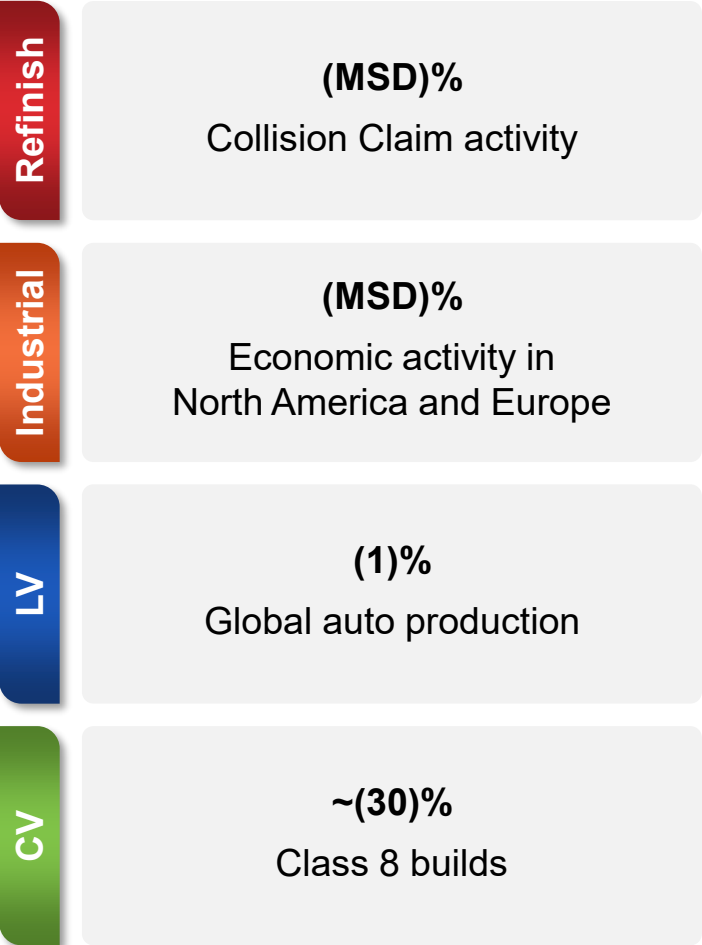 Refinish
(MSD)%
Collision Claim activity
Industrial
(MSD)%
Economic activity in
North America and Europe
LV
(1)%
Global auto production
CV
~(30)%
Class 8 builds